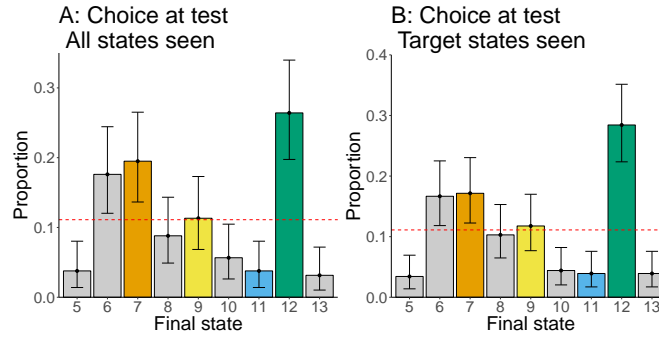 A: Choice at test
All states seen
Proportion
0.3
0.2
0.1
0.0
5 6 7 8 9 10 11 12 13
Final state
B: Choice at test
Target states seen
Proportion
0.4
0.3
0.2
0.1
0.0
5 6 7 8 9 10 11 12 13
Final state